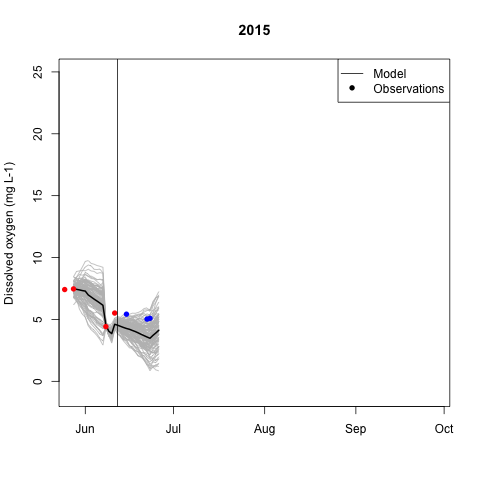 2015
Model
Observations
Dissolved oxygen (mg L-1)
25
20
15
10
5
0
Jun
Jul
Aug
Sep
Oct